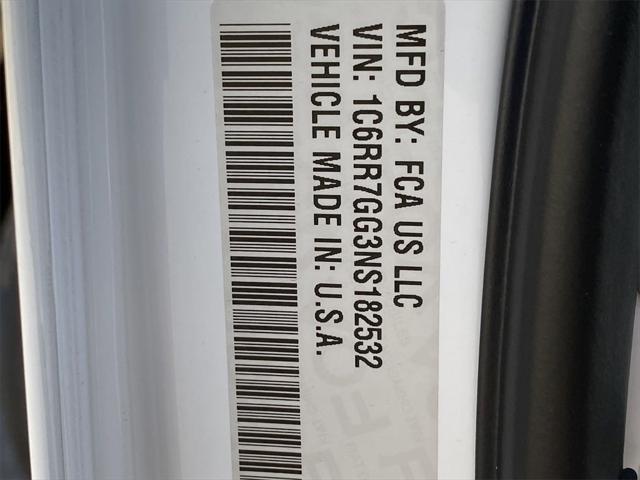 MFD BY: FCA US LLC
VIN: 1C6RR7GG3NS182532
VEHICLE MADE IN: U.S.A.